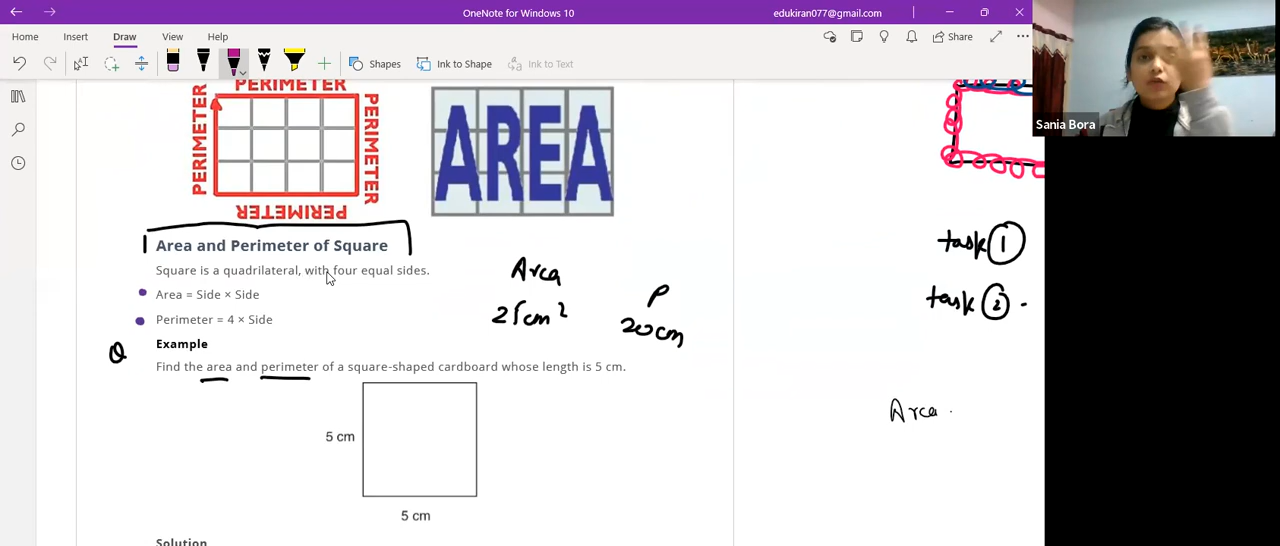 OneNote for Windows 10
edukiran077@gmail.com
Home
Insert
Draw
View
Help
Share
Shapes
Ink to Shape
Ink to Text
Sania Bora
PERIMETER
PERIMETER
PERIMETER
PERIMETER
AREA
Area and Perimeter of Square
Square is a quadrilateral, with four equal sides.
Area = Side × Side
Perimeter = 4 × Side
Area
25cm²
P
20cm
task 1
task 2
Q
Example
Find the area and perimeter of a square-shaped cardboard whose length is 5 cm.
5 cm
5 cm
Area
Solution